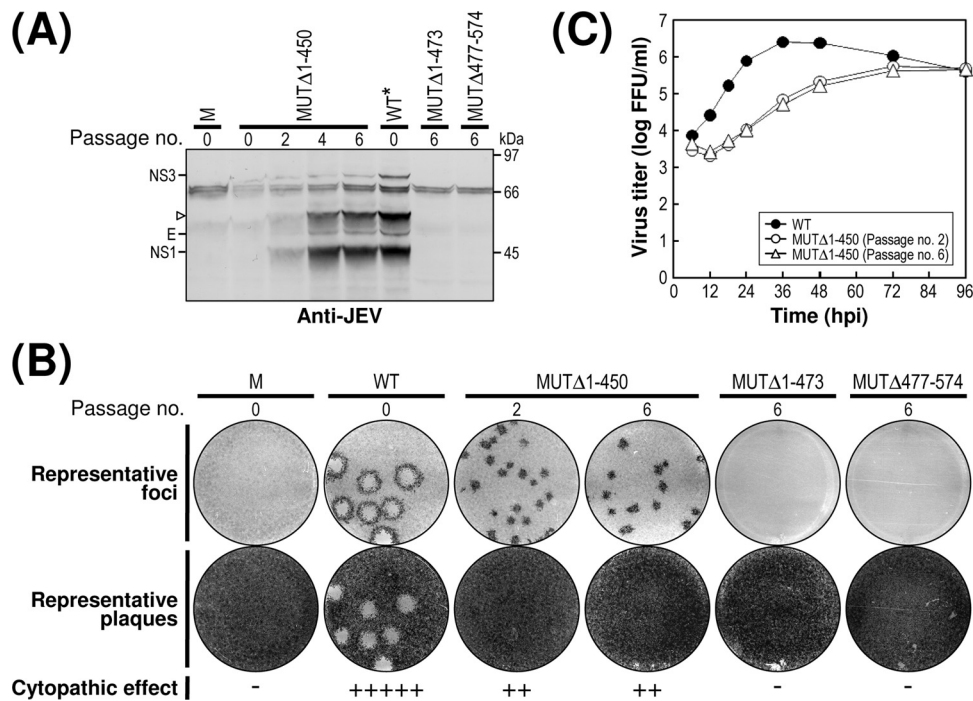 (A)
M
MUTΔ1-450
WT*
MUTΔ1-473
MUTΔ477-574
Passage no. 0 0 2 4 6 0 6 6 kDa
97
NS3
66
E
NS1
45
Anti-JEV
(C)
Virus titer (log FFU/ml)
7
6
5
4
3
2
1
0
WT
MUTΔ1-450 (Passage no. 2)
MUTΔ1-450 (Passage no. 6)
0 12 24 36 48 60 72 84 96
Time (hpi)
(B)
M WT MUTΔ1-450 MUTΔ1-473 MUTΔ477-574
Passage no. 0 0 2 6 6 6
Representative
foci
Representative
plaques
Cytopathic effect - +++++ ++ ++ - -